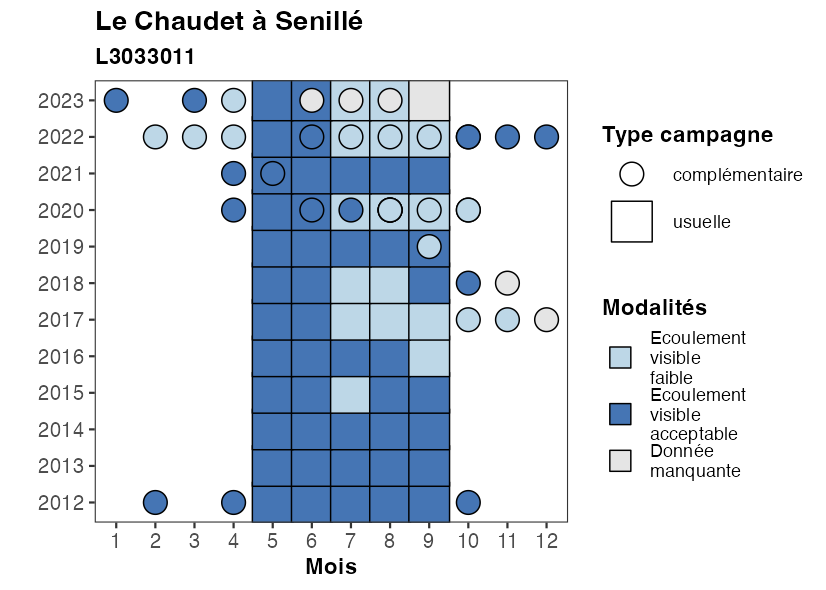 Le Chaudet à Senillé
L3033011
2023
2022
2021
2020
2019
2018
2017
2016
2015
2014
2013
2012
1 2 3 4 5 6 7 8 9 10 11 12
Mois
Type campagne
complémentaire
usuelle
Modalités
Ecoulement
visible
faible
Ecoulement
visible
acceptable
Donnée
manquante